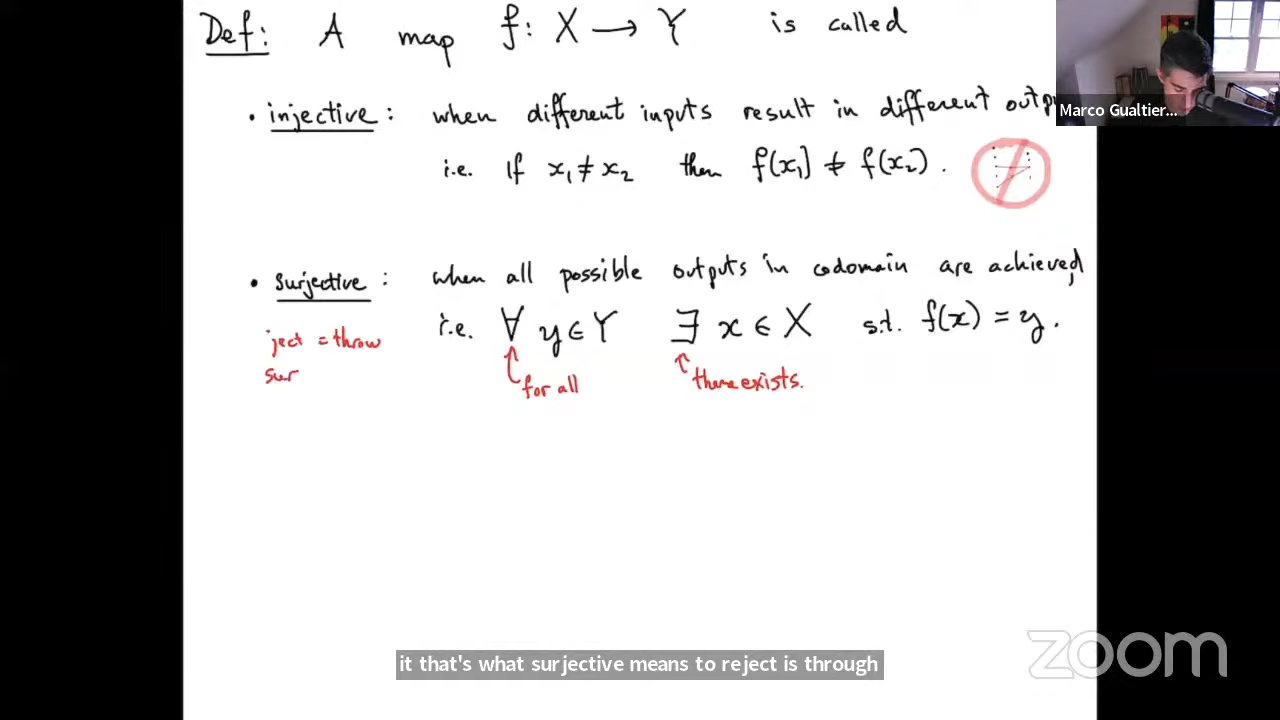 Def: A map f: X → Y is called
• injective: when different inputs result in different outp
Marco Gualtier...
i.e. If x₁ ≠ x₂ then f(x₁) ≠ f(x₂).
• Surjective: when all possible outputs in codomain are achieved,
i.e. ∀ y ∈ Y ∃ x ∈ X s.t. f(x) = y.
ject = throw
sur
for all
there exists.
it that's what surjective means to reject is through
zoom